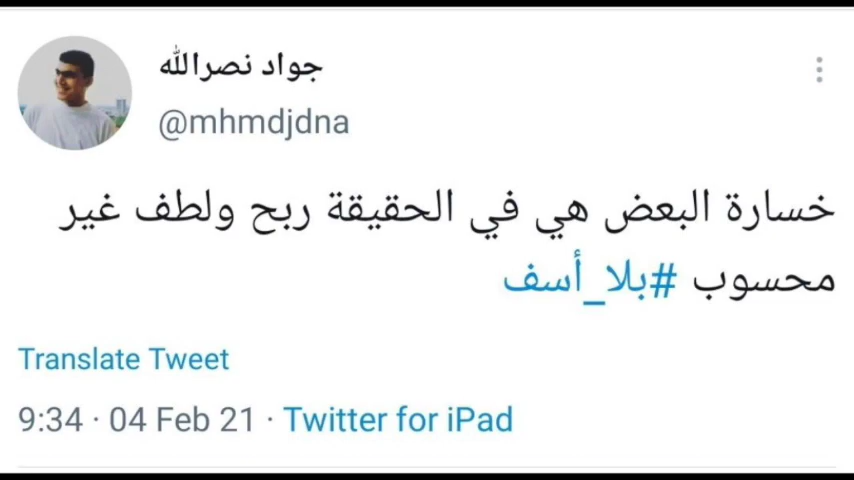 جواد نصرالله
@mhmdjdna
خسارة البعض هي في الحقيقة ربح ولطف غير
محسوب #بلا_أسف
Translate Tweet
9:34 · 04 Feb 21 · Twitter for iPad